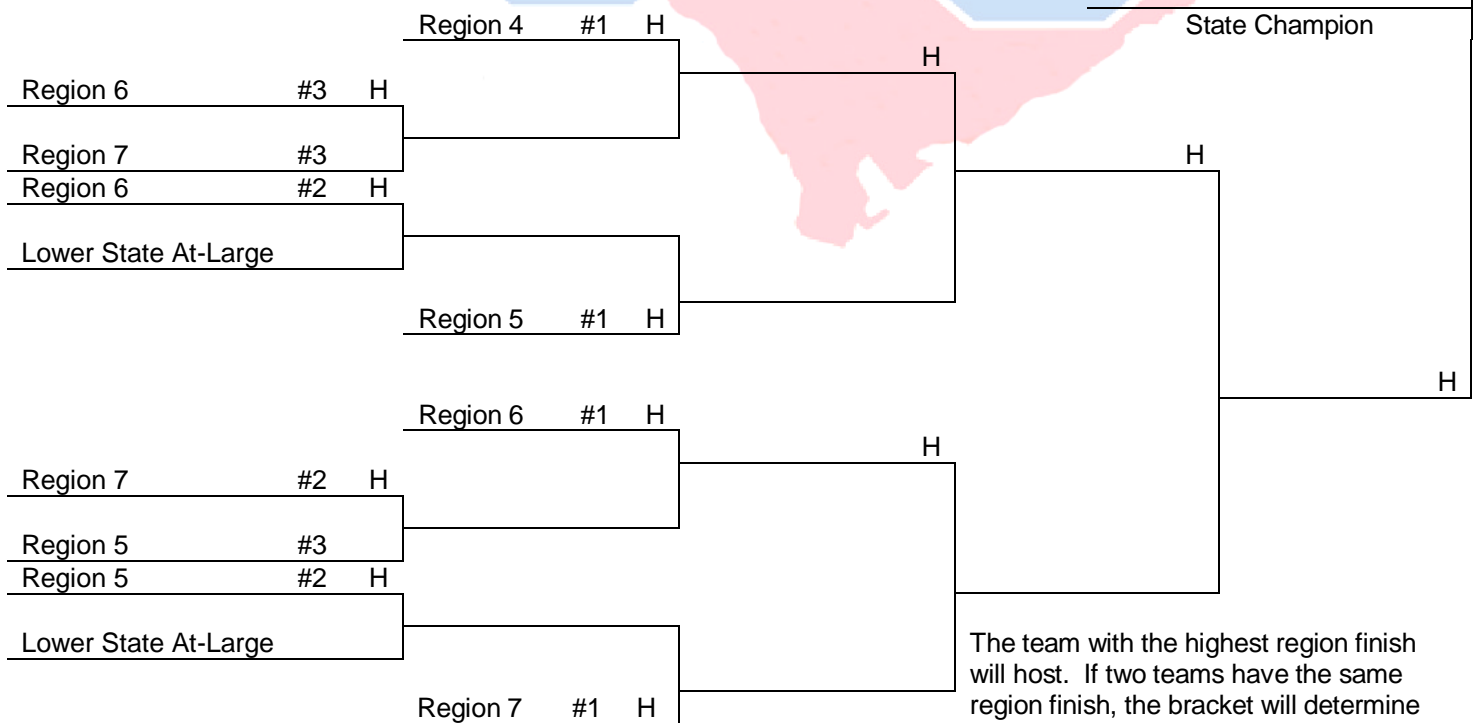 Region 4 #1 H
State Champion
H
Region 6 #3 H
Region 7 #3
H
Region 6 #2 H
Lower State At-Large
Region 5 #1 H
H
Region 6 #1 H
H
Region 7 #2 H
Region 5 #3
Region 5 #2 H
Lower State At-Large
The team with the highest region finish
will host. If two teams have the same
region finish, the bracket will determine
Region 7 #1 H